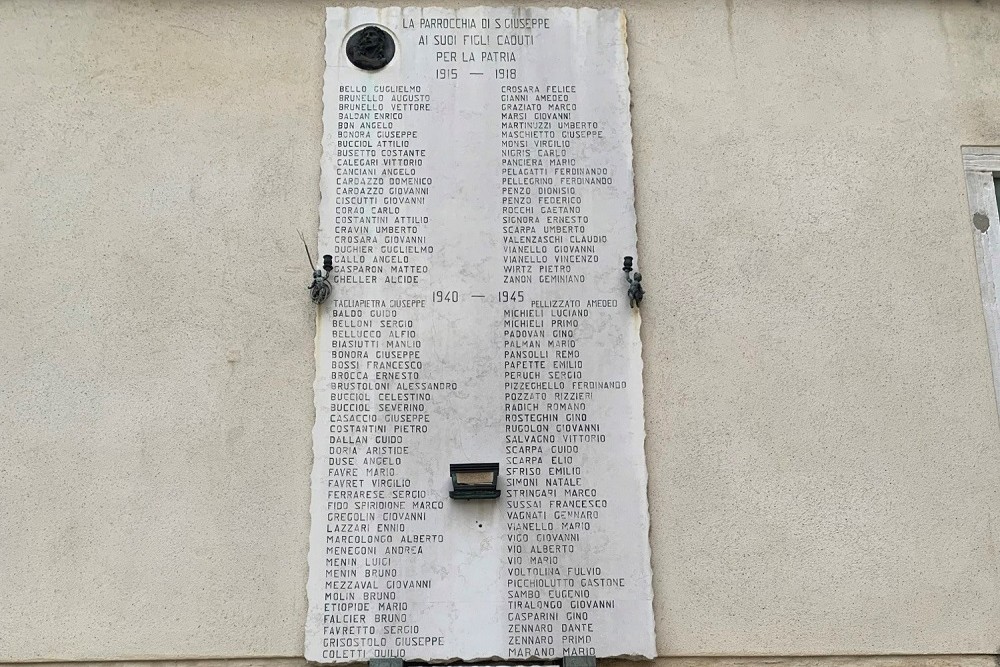 LA PARROCCHIA DI S. GIUSEPPE
AI SUOI FIGLI CADUTI
PER LA PATRIA
1915 — 1918
BELLO GUGLIELMO
BRUNELLO AUGUSTO
BRUNELLO VETTORE
BALDAN ENRICO
BON ANGELO
BONORA GIUSEPPE
BUCCIOL ATTILIO
BUSETTO COSTANTE
CALEGARI VITTORIO
CANCIANI ANGELO
CARDAZZO DOMENICO
CARDAZZO GIOVANNI
CISCUTTI GIOVANNI
CORAO CARLO
COSTANTINI ATTILIO
CRAVIN UMBERTO
CROSARA GIOVANNI
DUGHIER GUGLIELMO
GALLO ANGELO
GASPARON MATTEO
GHELLER ALCIDE
CROSARA FELICE
GIANNI AMEDEO
GRAZIATO MARCO
MARSI GIOVANNI
MARTINUZZI UMBERTO
MASCHIETTO GIUSEPPE
MONSI VIRGILIO
NIGRIS CARLO
PANCIERA MARIO
PELAGATTI FERDINANDO
PELLEGRINO FERDINANDO
PENZO DIONISIO
PENZO FEDERICO
ROCCHI GAETANO
SIGNORA ERNESTO
SCARPA UMBERTO
VALENZASCHI CLAUDIO
VIANELLO GIOVANNI
VIANELLO VINCENZO
WIRTZ PIETRO
ZANON GEMINIANO
1940 — 1945
TAGLIAPIETRA GIUSEPPE
BALDO GUIDO
BELLONI SERGIO
BELLUCCO ALFIO
BIASIUTTI MANLIO
BONORA GIUSEPPE
BOSSI FRANCESCO
BROCCA ERNESTO
BRUSTOLONI ALESSANDRO
BUCCIOL CELESTINO
BUCCIOL SEVERINO
CASACCIO GIUSEPPE
COSTANTINI PIETRO
DALLAN GUIDO
DORIA ARISTIDE
DUSE ANGELO
FAVRE MARIO
FAVRET VIRGILIO
FERRARESE SERGIO
FIDO SPIRIDIONE MARCO
GREGOLIN GIOVANNI
LAZZARI ENNIO
MARCOLONGO ALBERTO
MENEGONI ANDREA
MENIN LUIGI
MENIN BRUNO
MEZZAVAL GIOVANNI
MOLIN BRUNO
ETIOPIDE MARIO
FALCIER BRUNO
FAVRETTO SERGIO
GRISOSTOLO GIUSEPPE
COLETTI DUILIO
PELLIZZATO AMEDEO
MICHIELI LUCIANO
MICHIELI PRIMO
PADOVAN GINO
PALMAN MARIO
PANSOLLI REMO
PAPETTE EMILIO
PERUCH SERGIO
PIZZEGHELLO FERDINANDO
POZZATO RIZZIERI
RADICH ROMANO
ROSTEGHIN GINO
RUGOLON GIOVANNI
SALVAGNO VITTORIO
SCARPA GUIDO
SCARPA ELIO
SFRISO EMILIO
SIMONI NATALE
STRINGARI MARCO
SUSSAI FRANCESCO
VAGNATI GENNARO
VIANELLO MARIO
VIGO GIOVANNI
VIO ALBERTO
VIO MARIO
VOLTOLINA FULVIO
PICCHIOLUTTO GASTONE
SAMBO EUGENIO
TIRALONGO GIOVANNI
GASPARINI GINO
ZENNARO DANTE
ZENNARO PRIMO
MARANO MARIO